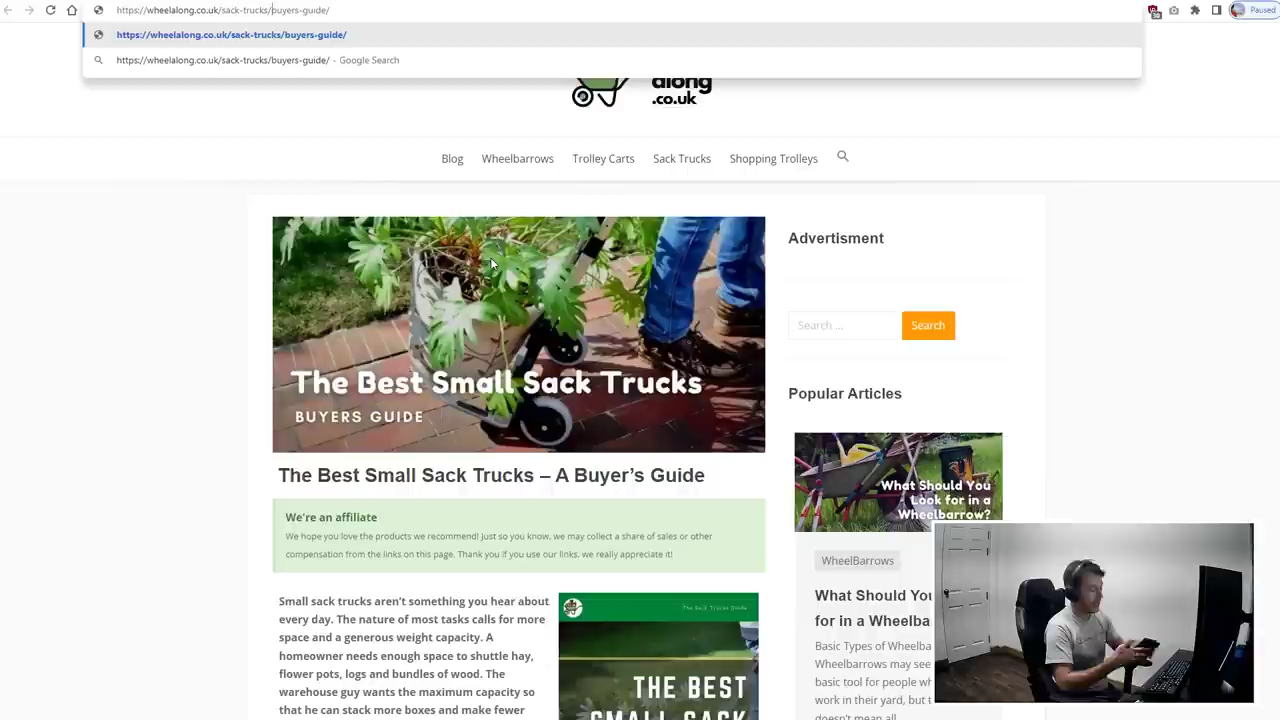 https://wheelalong.co.uk/sack-trucks/buyers-guide/
Paused
https://wheelalong.co.uk/sack-trucks/buyers-guide/
https://wheelalong.co.uk/sack-trucks/buyers-guide/ - Google Search
along
.co.uk
Blog Wheelbarrows Trolley Carts Sack Trucks Shopping Trolleys
The Best Small Sack Trucks
BUYERS GUIDE
The Best Small Sack Trucks – A Buyer's Guide
We're an affiliate
We hope you love the products we recommend! Just so you know, we may collect a share of sales or other
compensation from the links on this page. Thank you if you use our links, we really appreciate it!
Small sack trucks aren't something you hear about
every day. The nature of most tasks calls for more
space and a generous weight capacity. A
homeowner needs enough space to shuttle hay,
flower pots, logs and bundles of wood. The
warehouse guy wants the maximum capacity so
that he can stack more boxes and make fewer
The Sack Trucks Guide
THE BEST
SMALL SACK
Advertisment
Search ...
Search
Popular Articles
What Should You
Look for in a
Wheelbarrow?
WheelBarrows
What Should You
for in a Wheelba
Basic Types of Wheelba
Wheelbarrows may see
basic tool for people wh
work in their yard, but t
doesn't mean all